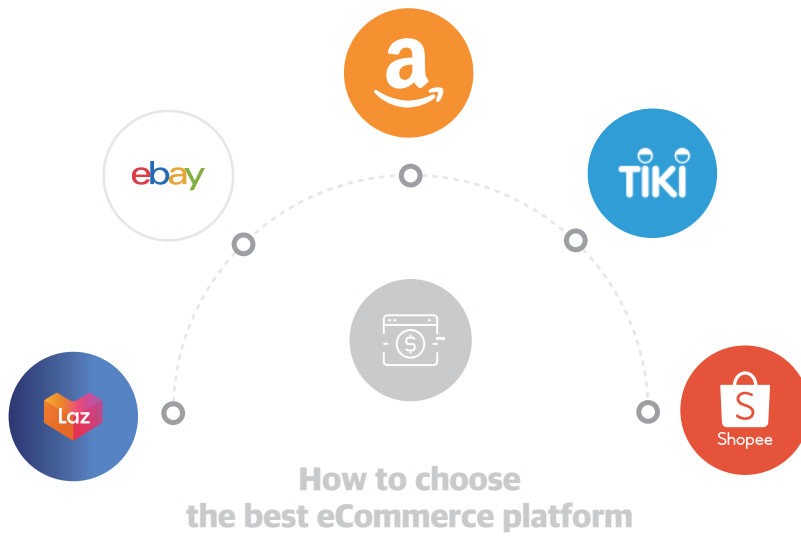 a
ebay
TIKI
$
Laz
S
Shopee
How to choose
the best eCommerce platform